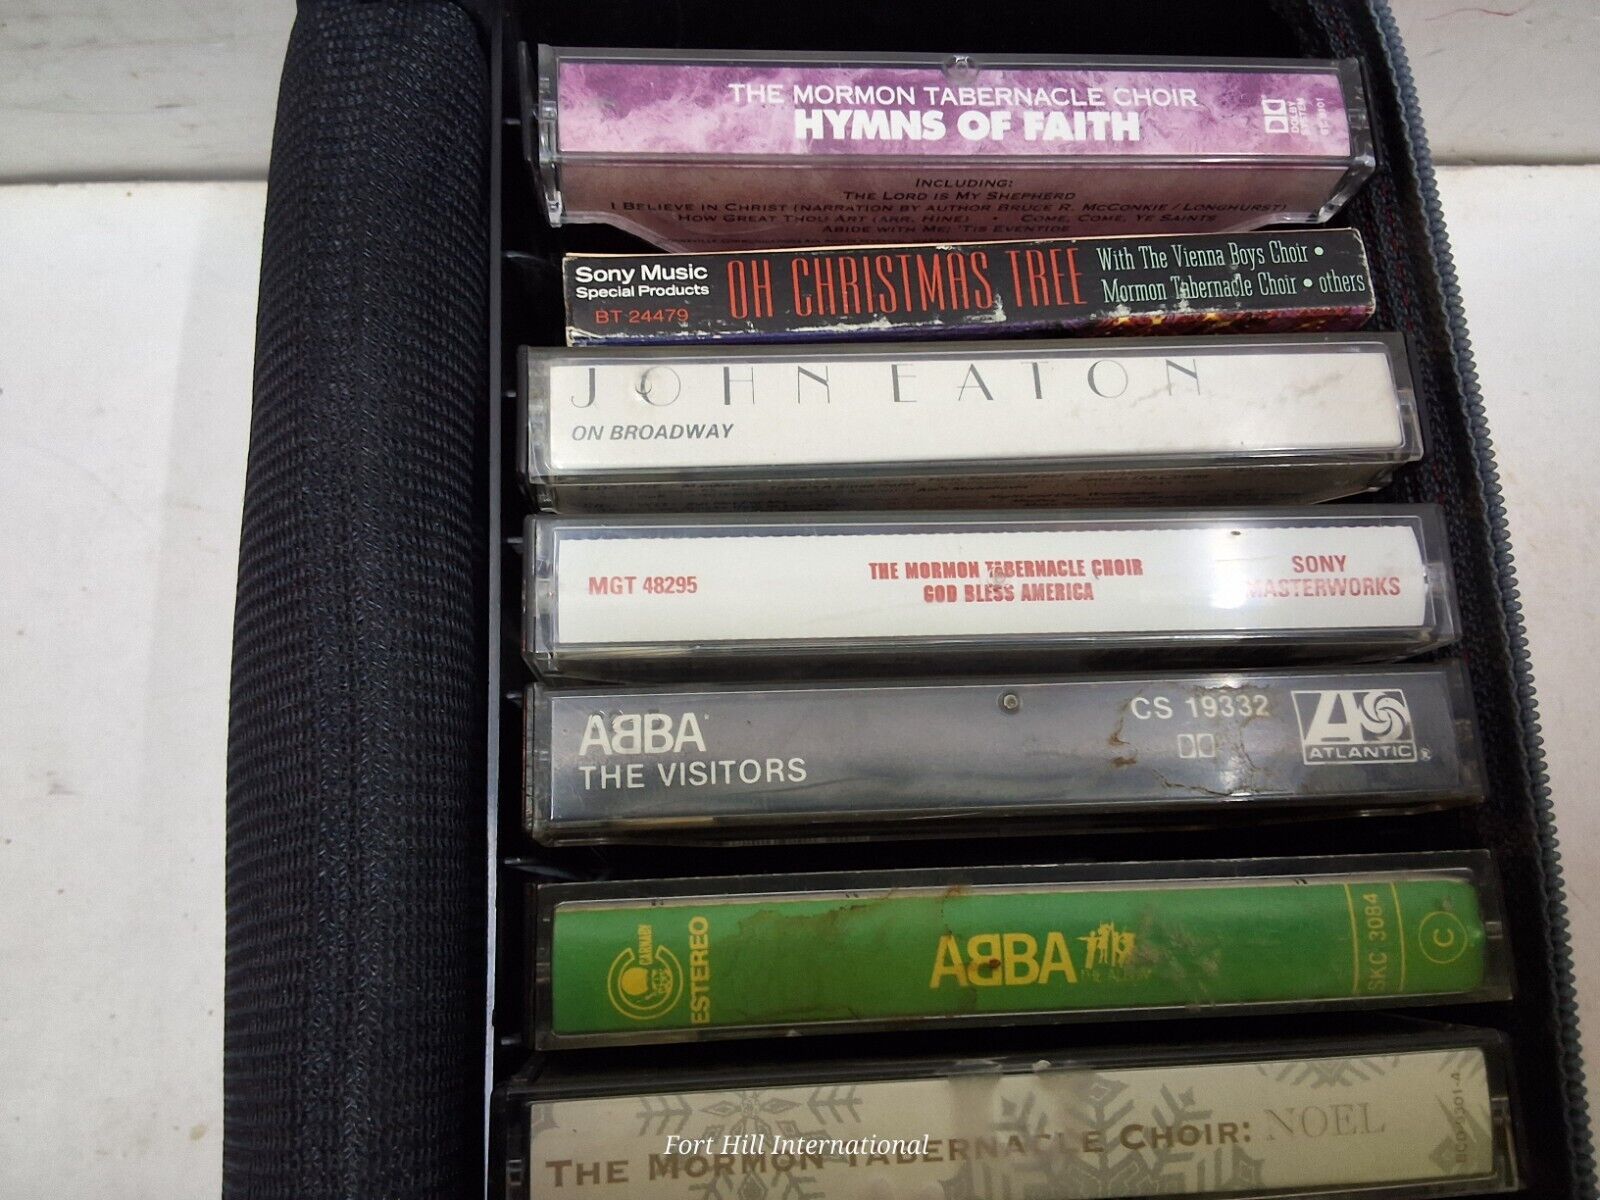 THE MORMON TABERNACLE CHOIR
HYMNS OF FAITH
DOLBY
SYSTEM
INCLUDING:
THE LORD IS MY SHEPHERD
I BELIEVE IN CHRIST (NARRATION BY AUTHOR BRUCE R. MCCONKIE / LONGHURST)
HOW GREAT THOU ART (ARR. HINE) • COME, COME, YE SAINTS
ABIDE WITH ME; 'TIS EVENTIDE
Sony Music
Special Products
BT 24479
OH CHRISTMAS TREE
With The Vienna Boys Choir •
Mormon Tabernacle Choir • others
JOHN EATON
ON BROADWAY
MGT 48295
THE MORMON TABERNACLE CHOIR
GOD BLESS AMERICA
SONY
MASTERWORKS
ABBA
THE VISITORS
CS 19332
ATLANTIC®
CARNABY
ESTEREO
ABBA
THE ALBUM
SKC 3084
C
THE MORMON TABERNACLE CHOIR: NOEL
Fort Hill International